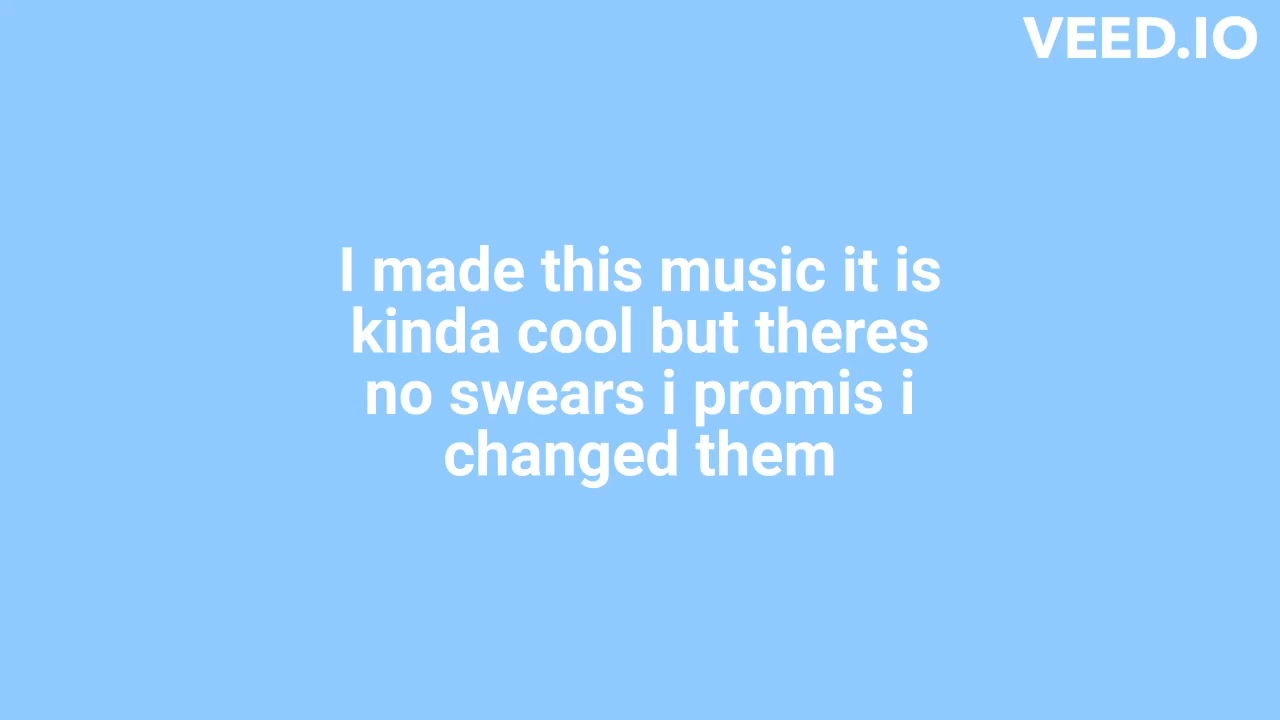 VEED.IO
I made this music it is
kinda cool but theres
no swears i promis i
changed them